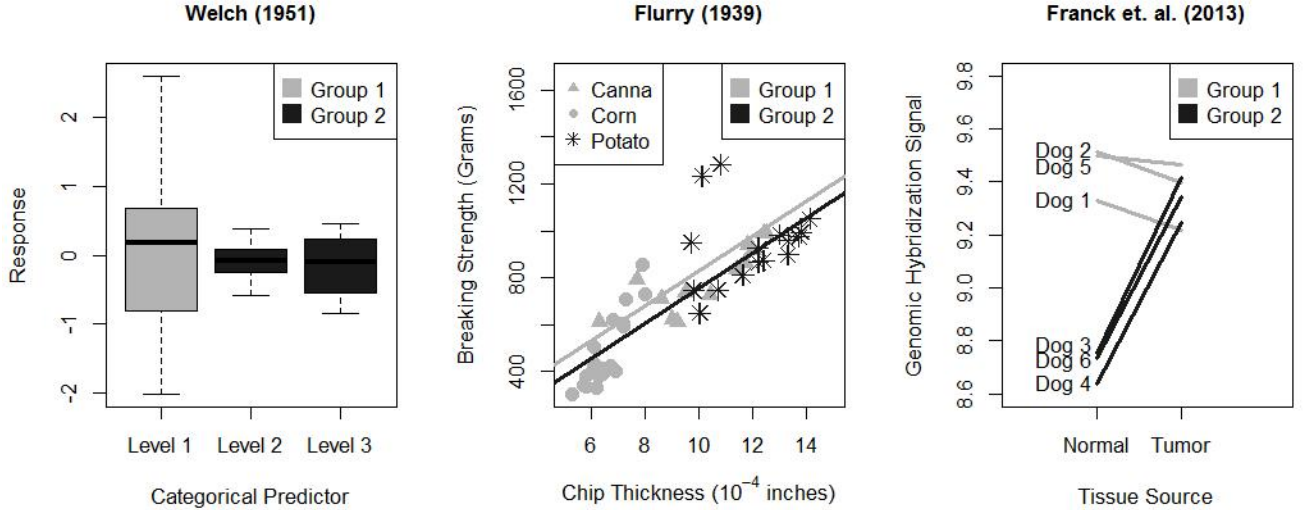 Welch (1951)
Response
2
1
0
-1
-2
Group 1
Group 2
Level 1 Level 2 Level 3
Categorical Predictor
Flurry (1939)
Breaking Strength (Grams)
1600
1200
800
400
Canna
Corn
Potato
Group 1
Group 2
6 8 10 12 14
Chip Thickness (10⁻⁴ inches)
Franck et. al. (2013)
Genomic Hybridization Signal
9.8
9.6
9.4
9.2
9.0
8.8
8.6
Group 1
Group 2
Dog 2
Dog 5
Dog 1
Dog 3
Dog 6
Dog 4
Normal Tumor
Tissue Source